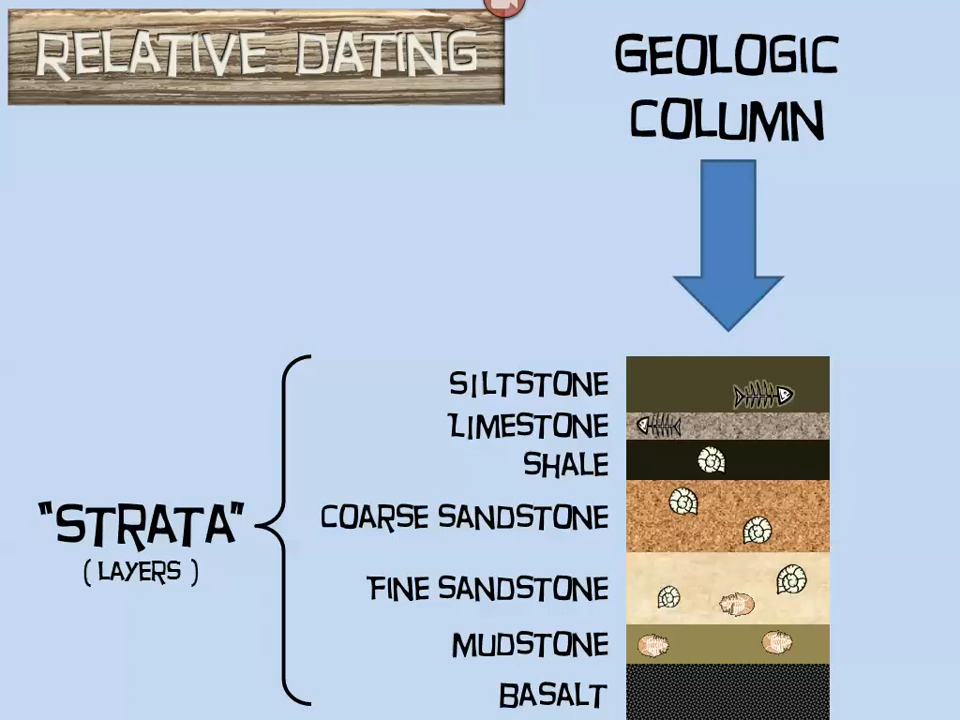 RELATIVE DATING
GEOLOGIC
COLUMN
SILTSTONE
LIMESTONE
SHALE
COARSE SANDSTONE
"STRATA"
( LAYERS )
FINE SANDSTONE
MUDSTONE
BASALT